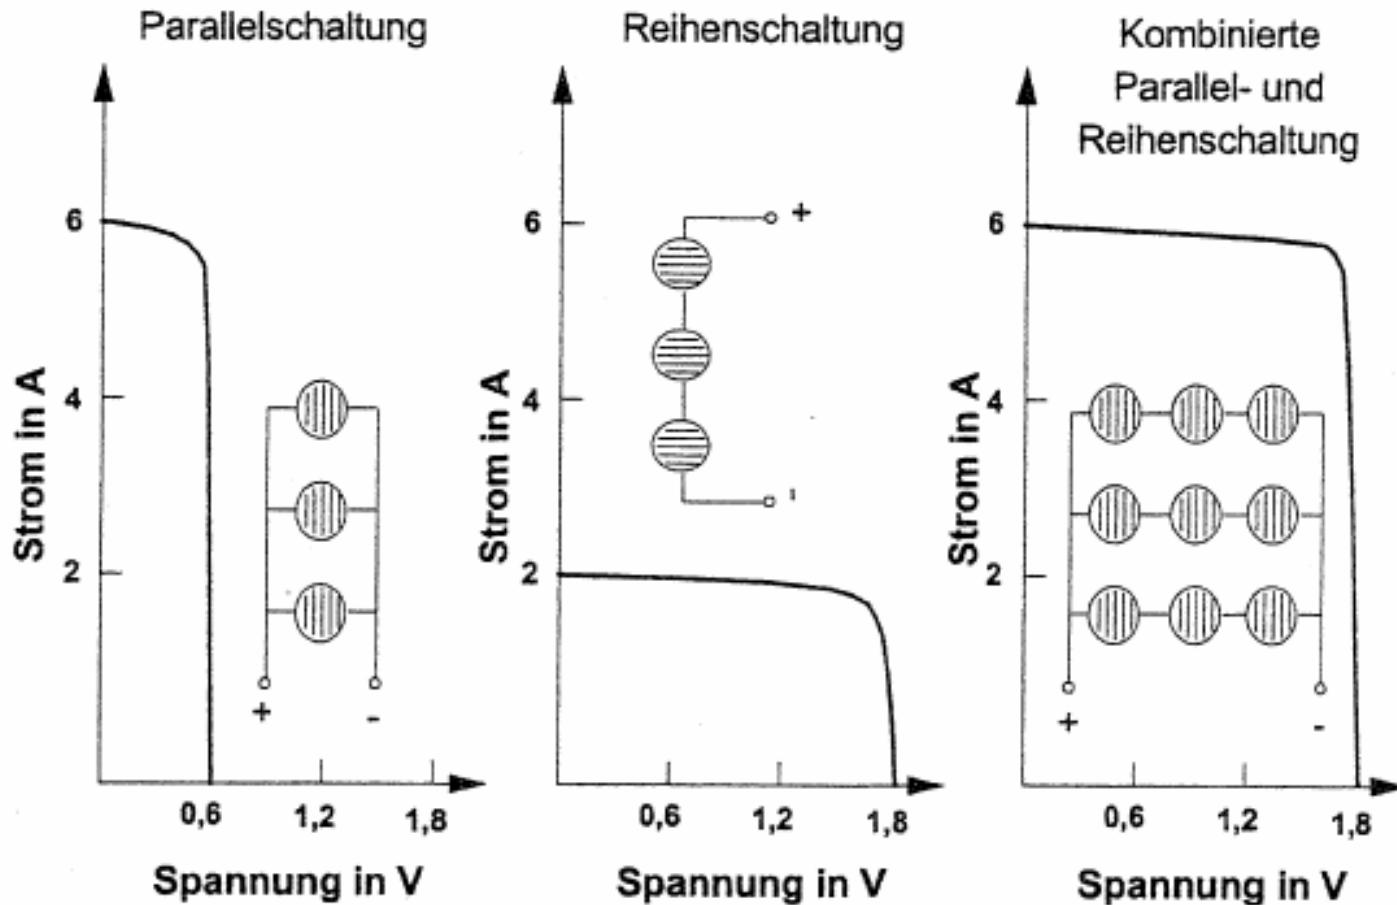 Parallelschaltung
Strom in A
6
4
2
+ -
0,6 1,2 1,8
Spannung in V
Reihenschaltung
Strom in A
6
4
2
+
0,6 1,2 1,8
Spannung in V
Kombinierte
Parallel- und
Reihenschaltung
Strom in A
6
4
2
+ -
0,6 1,2 1,8
Spannung in V